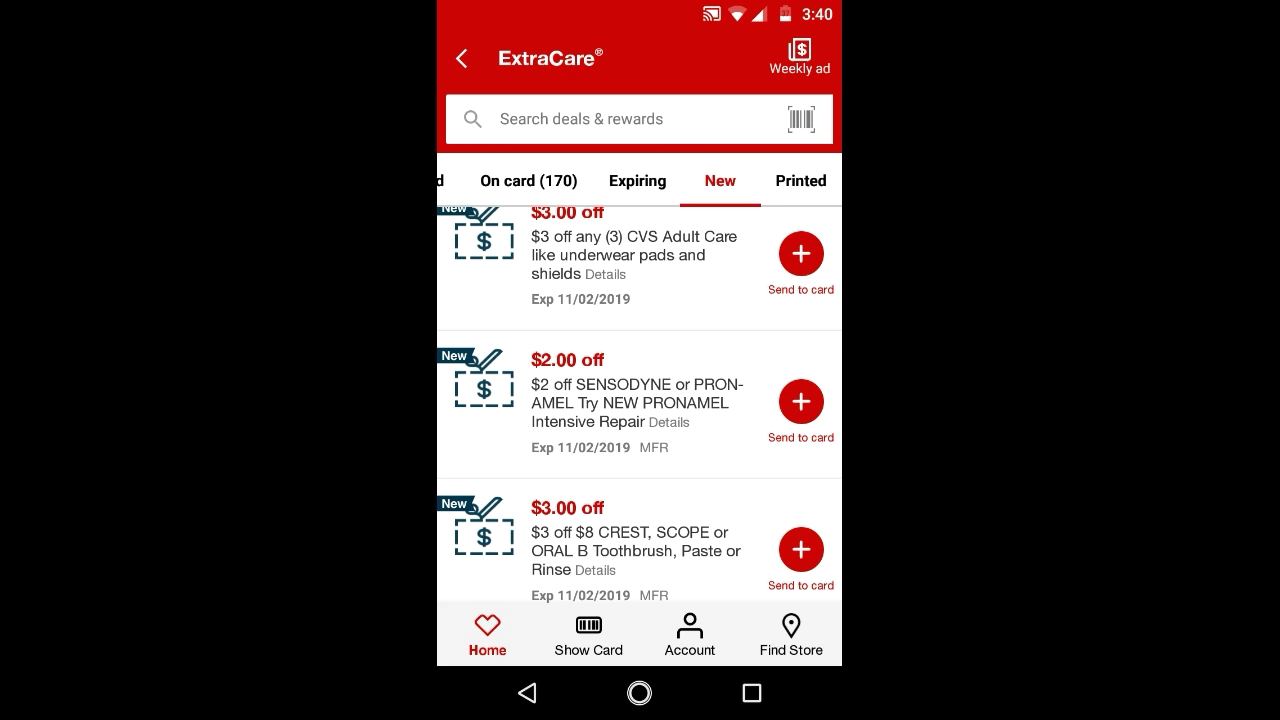 3:40
ExtraCare®
Weekly ad
Search deals & rewards
d
On card (170)
Expiring
New
Printed
New
$3.00 off
$3 off any (3) CVS Adult Care
like underwear pads and
shields Details
Exp 11/02/2019
Send to card
New
$2.00 off
$2 off SENSODYNE or PRON-
AMEL Try NEW PRONAMEL
Intensive Repair Details
Exp 11/02/2019 MFR
Send to card
New
$3.00 off
$3 off $8 CREST, SCOPE or
ORAL B Toothbrush, Paste or
Rinse Details
Exp 11/02/2019 MFR
Send to card
Home
Show Card
Account
Find Store